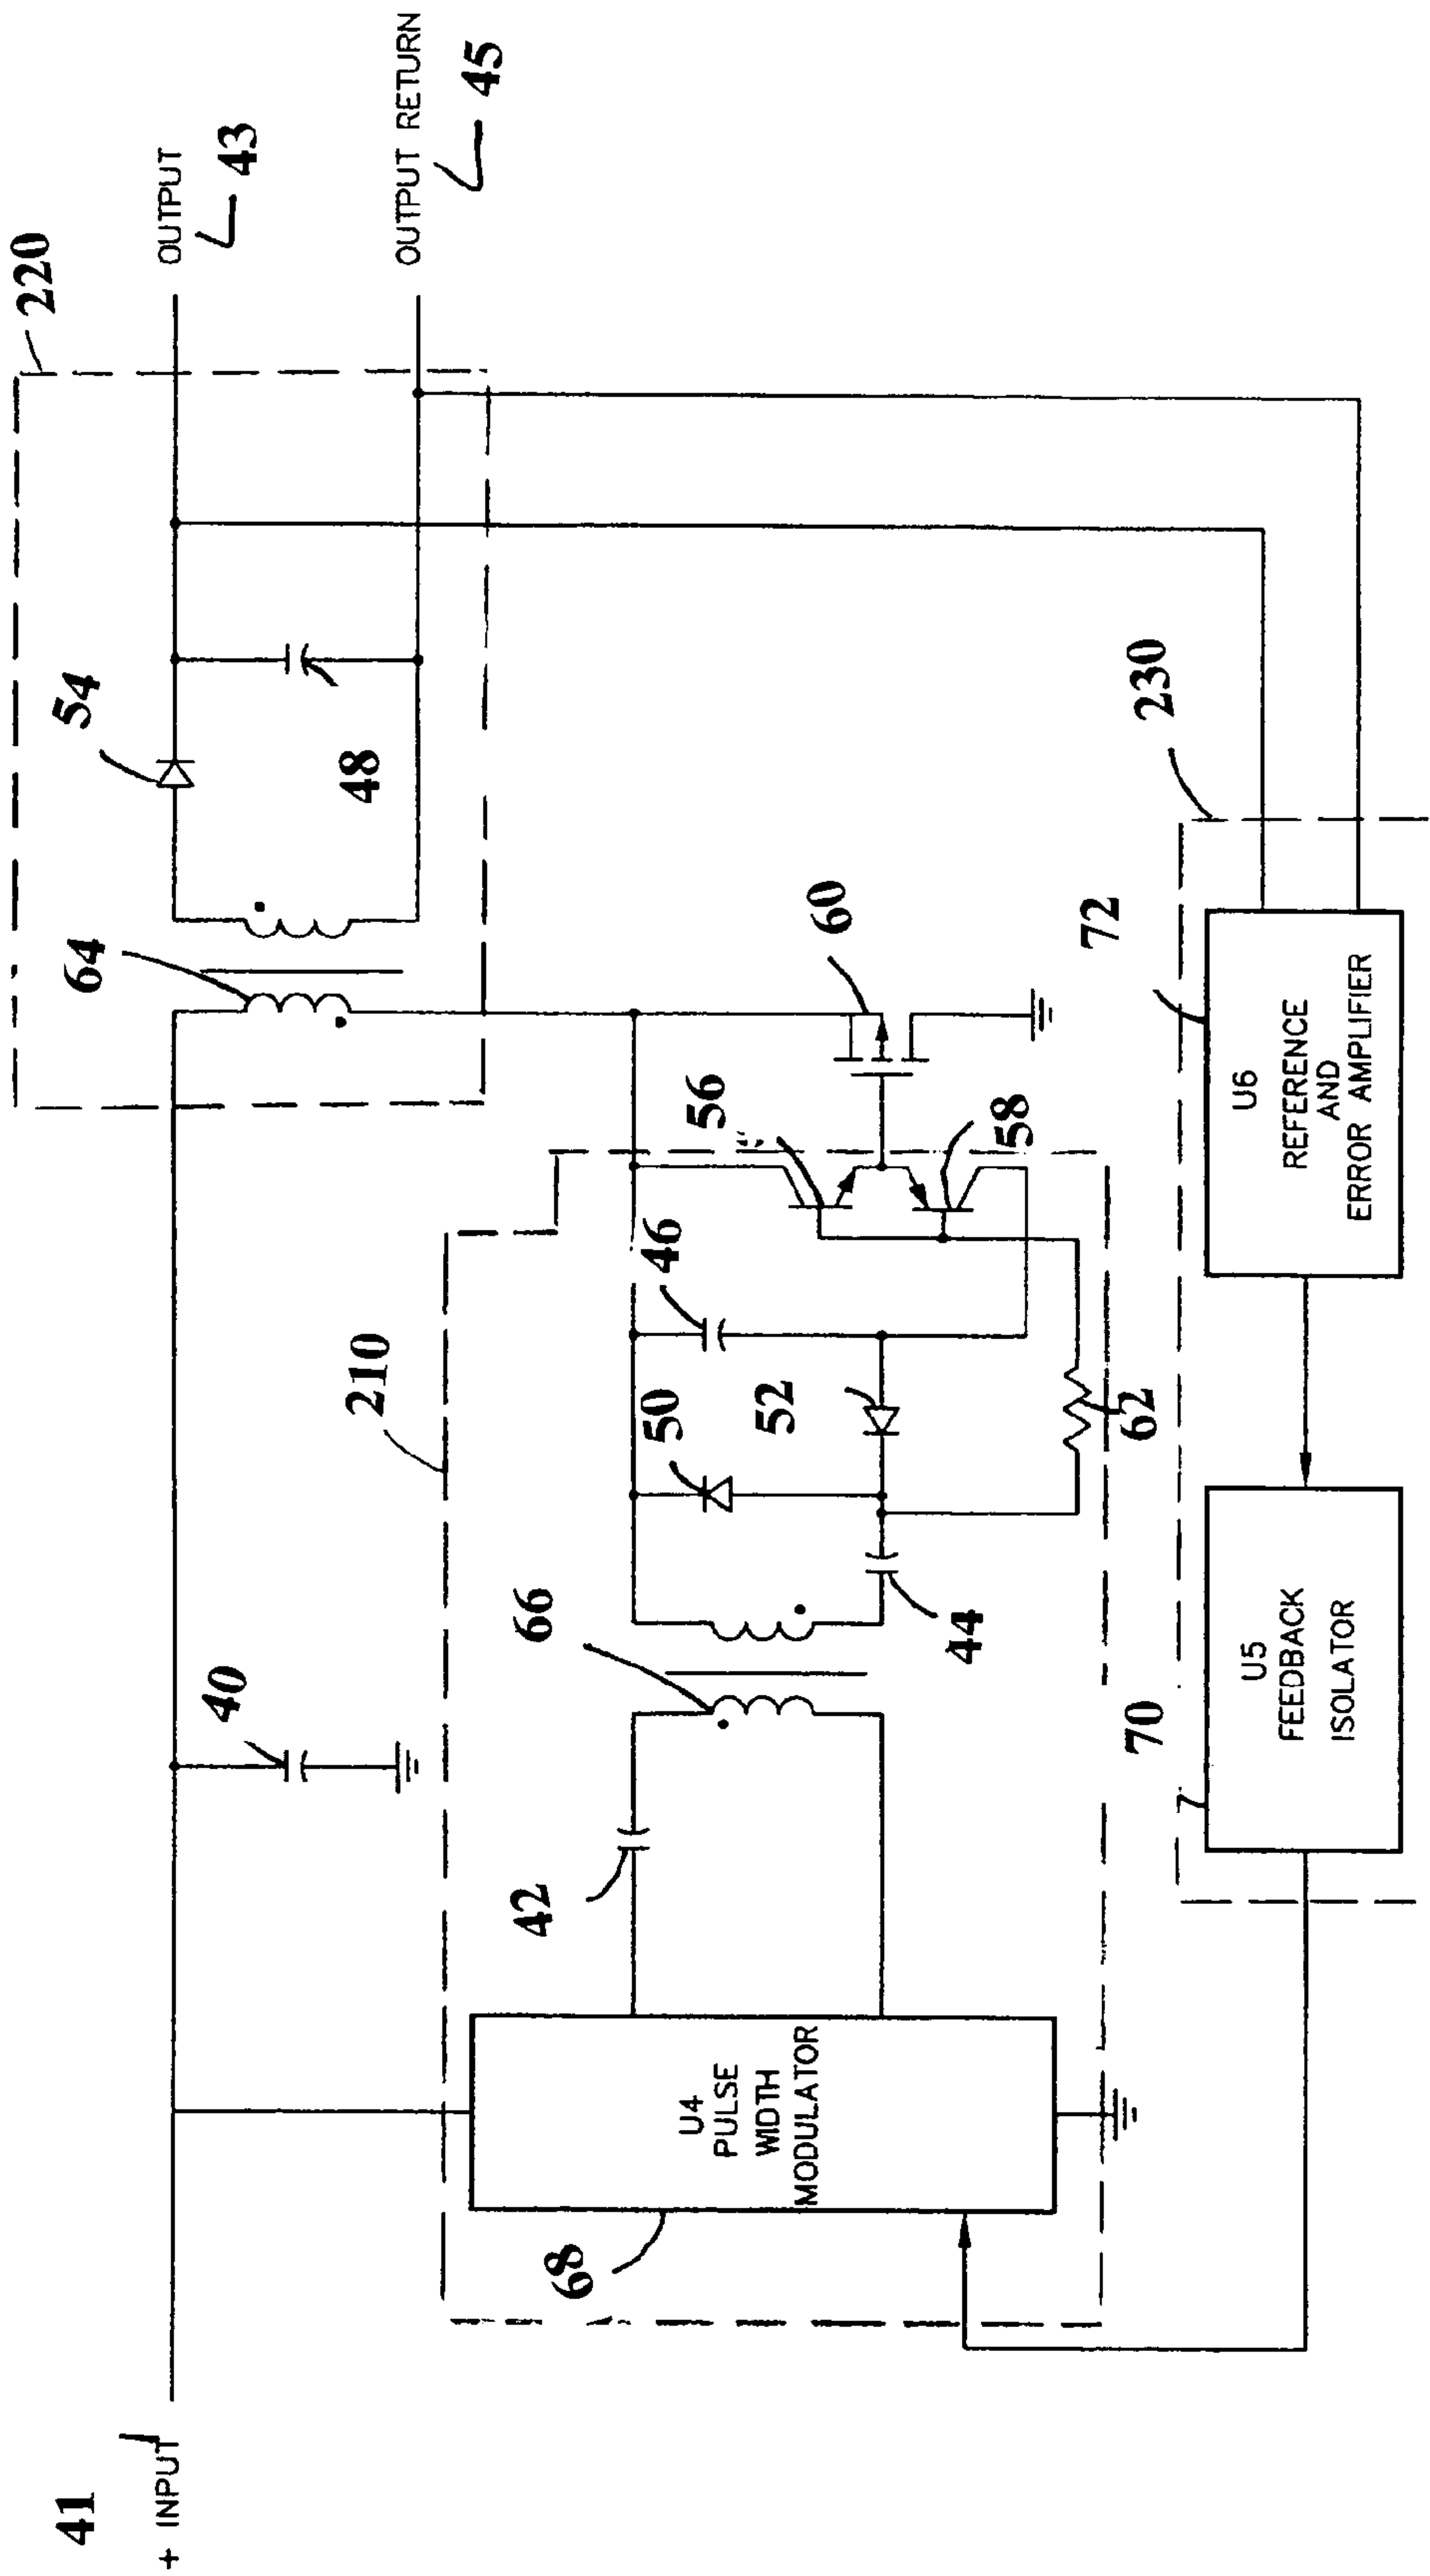 220
OUTPUT
43
OUTPUT RETURN
45
54
48
64
41
+ INPUT
40
210
68
U4
PULSE
WIDTH
MODULATOR
42
66
44
50
52
46
56
58
60
62
230
70
U5
FEEDBACK
ISOLATOR
72
U6
REFERENCE
AND
ERROR AMPLIFIER